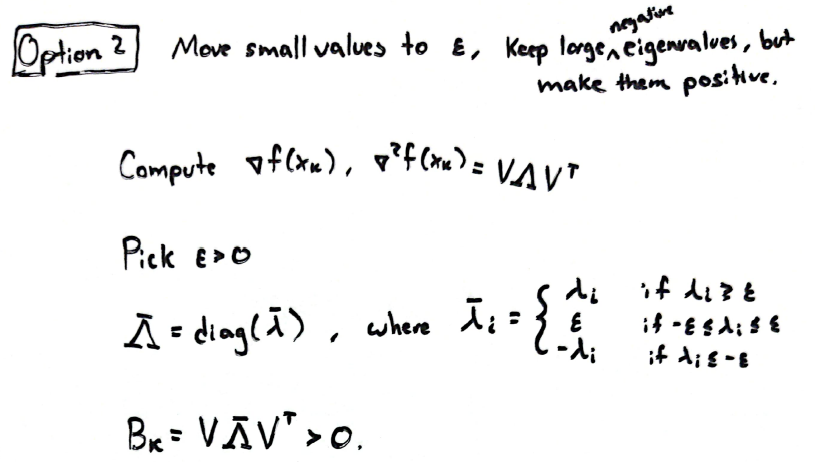 Option 2 Move small values to ε, Keep large negative eigenvalues, but
make them positive.
Compute ∇f(xₖ), ∇²f(xₖ) = VΛVᵀ
Pick ε > 0
Λ̄ = diag(λ̄), where λ̄ᵢ = { λᵢ if λᵢ ≥ ε
ε if -ε ≤ λᵢ ≤ ε
-λᵢ if λᵢ ≤ -ε
Bₖ = VΛ̄Vᵀ > 0.